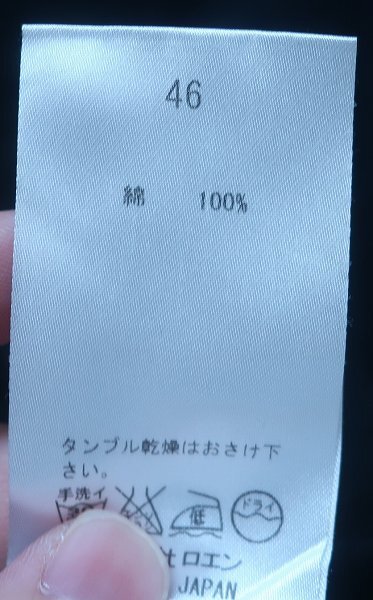 46
綿 100%
タンブル乾燥はおさけ下
さい。
手洗イ
低
ドライ
ロエン
JAPAN